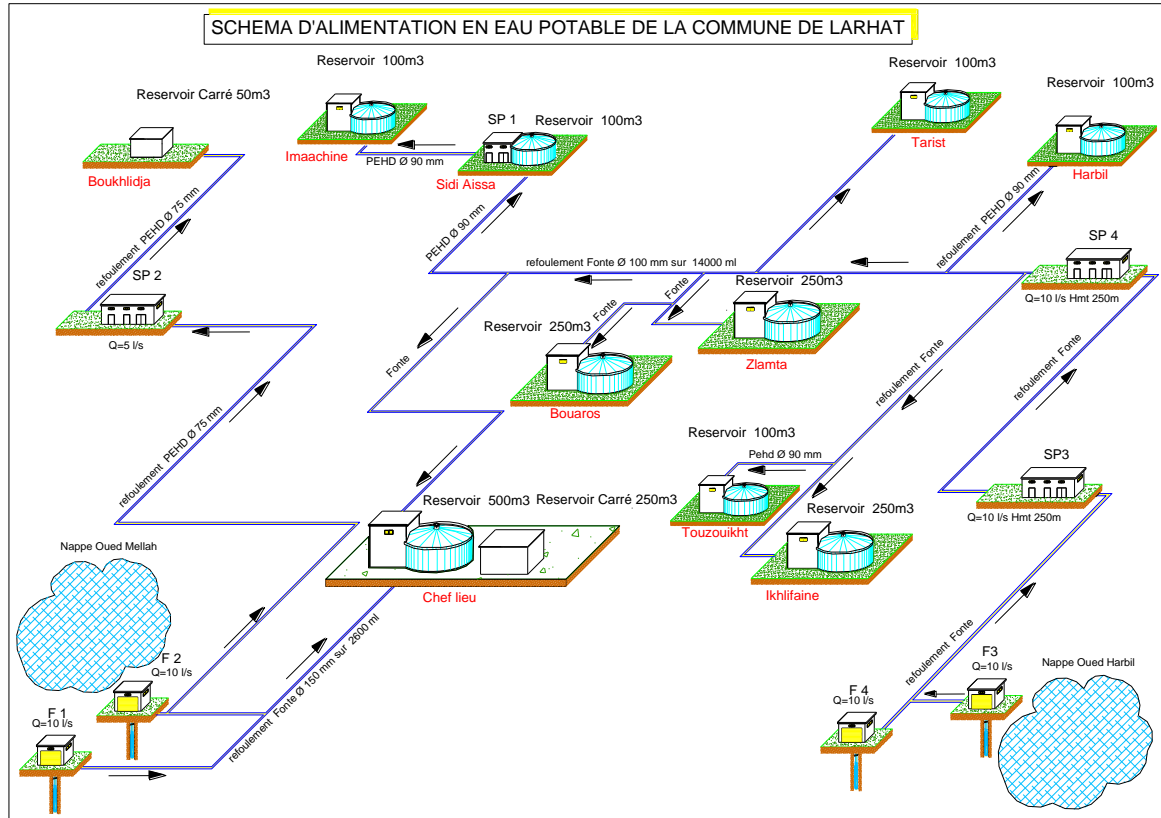 SCHEMA D'ALIMENTATION EN EAU POTABLE DE LA COMMUNE DE LARHAT
Reservoir 100m3
Reservoir 100m3
Reservoir 100m3
Reservoir Carré 50m3
SP 1
Reservoir 100m3
Imaachine
PEHD Ø 90 mm
Tarist
Boukhlidja
Sidi Aissa
Harbil
refoulement PEHD Ø 75 mm
PEHD Ø 90 mm
refoulement PEHD Ø 90 mm
SP 2
SP 4
refoulement Fonte Ø 100 mm sur 14000 ml
Fonte
Fonte
Reservoir 250m3
Q=10 l/s Hmt 250m
Fonte
Reservoir 250m3
Q=5 l/s
Fonte
Zlamta
refoulement Fonte
refoulement Fonte
Bouaros
refoulement PEHD Ø 75 mm
Reservoir 100m3
Pehd Ø 90 mm
SP3
Reservoir 500m3
Reservoir Carré 250m3
Reservoir 250m3
Q=10 l/s Hmt 250m
Touzouikht
Nappe Oued Mellah
Chef lieu
Ikhlifaine
refoulement Fonte Ø 150 mm sur 2600 ml
refoulement Fonte
F 2
Q=10 l/s
F3
Q=10 l/s
Nappe Oued Harbil
F 1
Q=10 l/s
F 4
Q=10 l/s